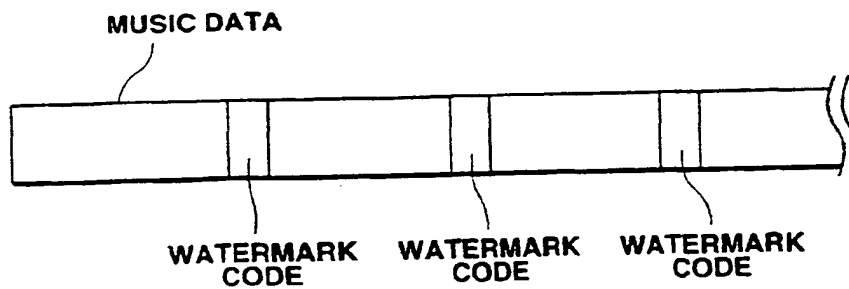 MUSIC DATA
WATERMARK
CODE
WATERMARK
CODE
WATERMARK
CODE